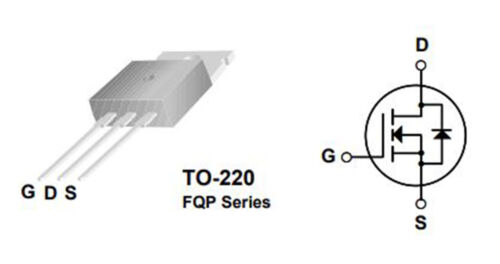 D
G
S
G D S
TO-220
FQP Series